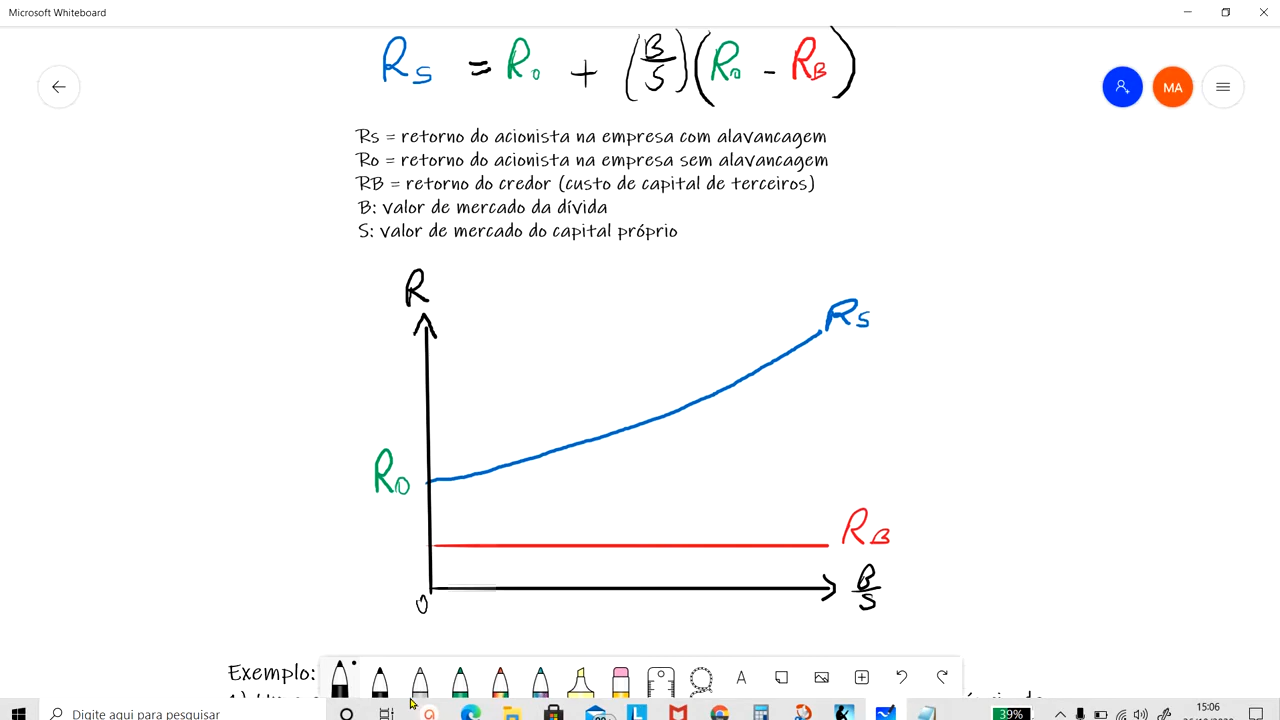 Microsoft Whiteboard
RS = R0 + (B/S)(R0 - RB)
MA
Rs = retorno do acionista na empresa com alavancagem
Ro = retorno do acionista na empresa sem alavancagem
RB = retorno do credor (custo de capital de terceiros)
B: valor de mercado da dívida
S: valor de mercado do capital próprio
R
RS
R0
RB
B/S
0
Exemplo:
A
Digite aqui para pesquisar
39%
15:06